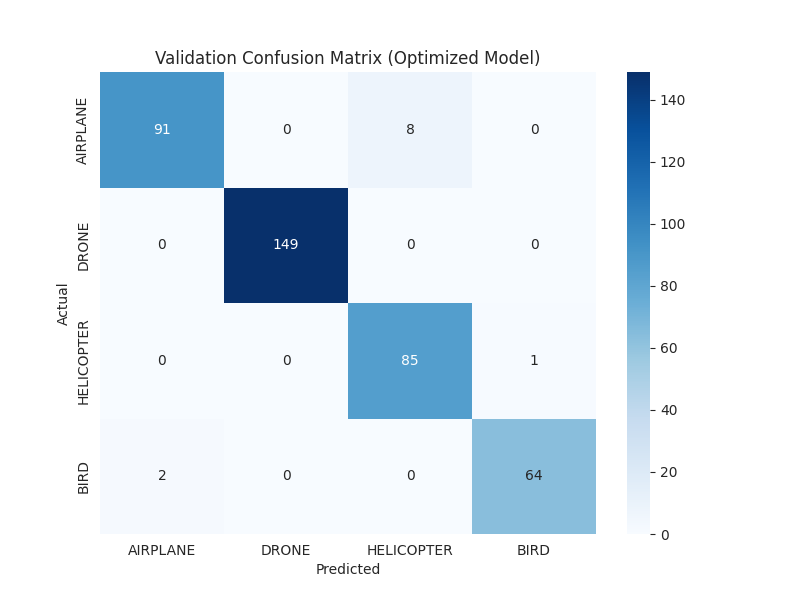 Validation Confusion Matrix (Optimized Model)
Actual
AIRPLANE
91 0 8 0
DRONE
0 149 0 0
HELICOPTER
0 0 85 1
BIRD
2 0 0 64
AIRPLANE DRONE HELICOPTER BIRD
Predicted
140
120
100
80
60
40
20
0